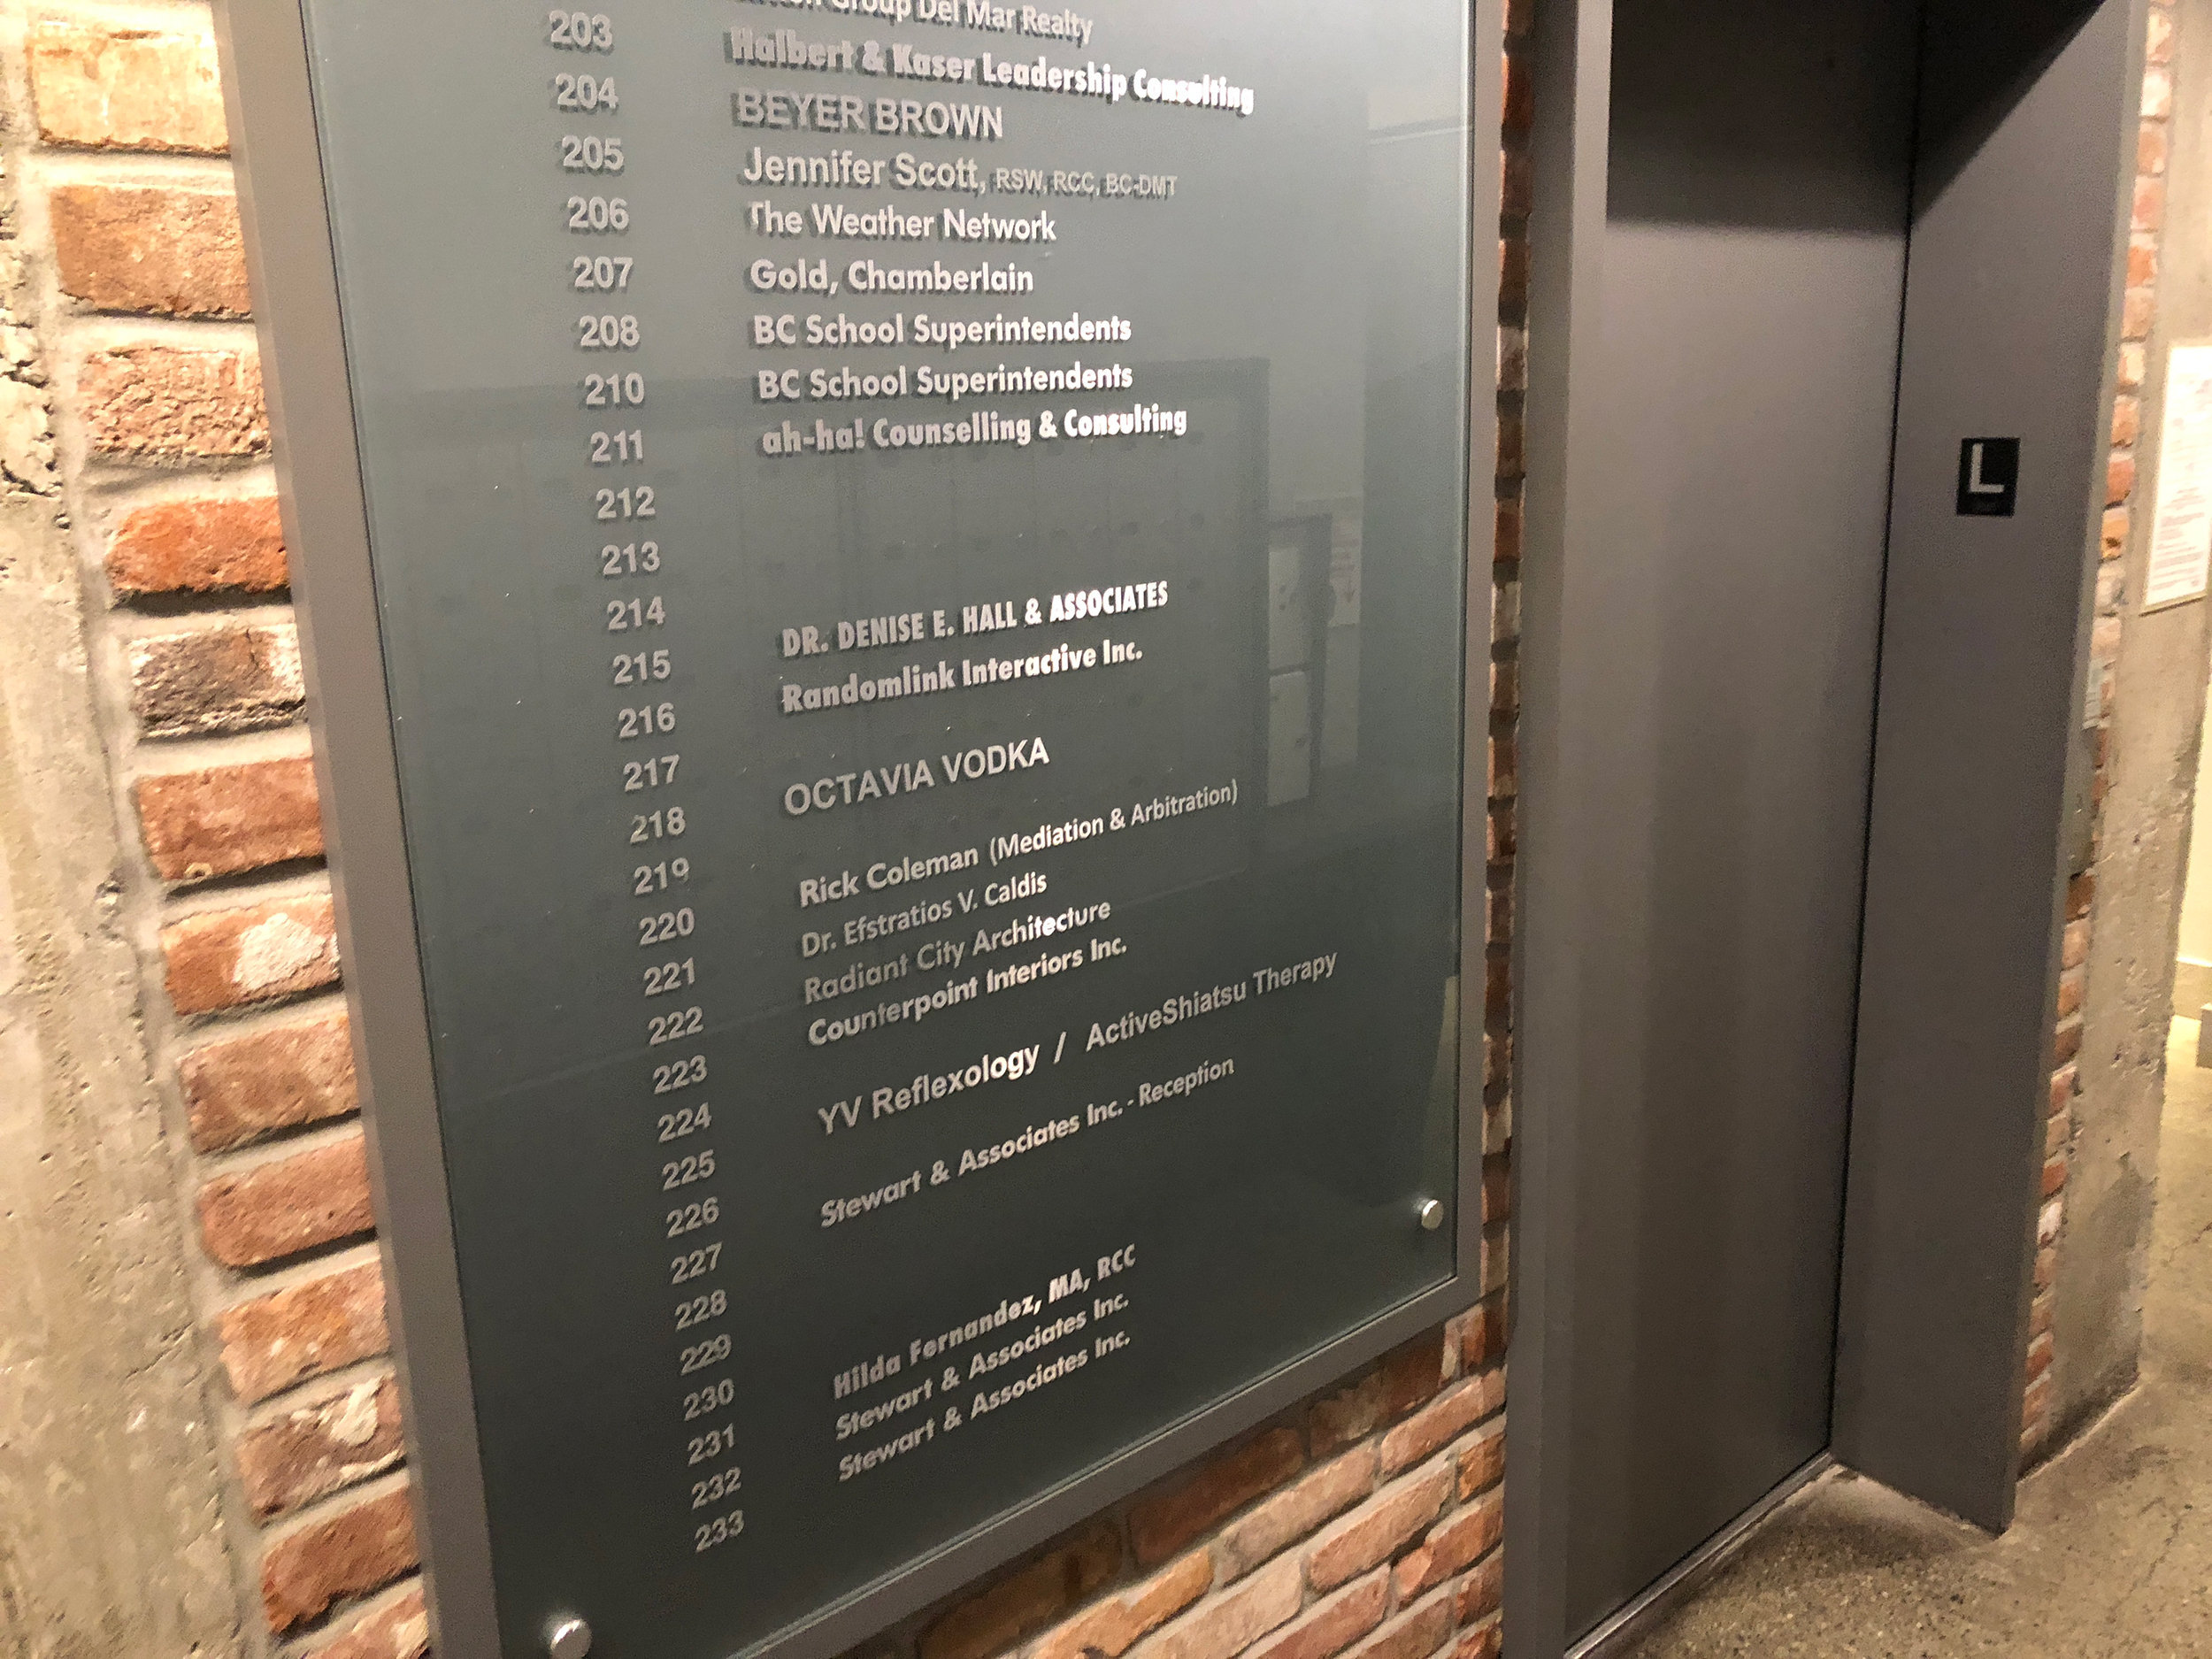 Group Del Mar Realty
203 Halbert & Kaser Leadership Consulting
204 BEYER BROWN
205 Jennifer Scott, RSW, RCC, BC-DMT
206 The Weather Network
207 Gold, Chamberlain
208 BC School Superintendents
210 BC School Superintendents
211 ah-ha! Counselling & Consulting
212
213
214
215 DR. DENISE E. HALL & ASSOCIATES
216 Randomlink Interactive Inc.
217
218 OCTAVIA VODKA
219
220 Rick Coleman (Mediation & Arbitration)
221 Dr. Efstratios V. Caldis
222 Radiant City Architecture
223 Counterpoint Interiors Inc.
224
225 YV Reflexology / ActiveShiatsu Therapy
226
227 Stewart & Associates Inc. - Reception
228
229
230
231 Hilda Fernandez, MA, RCC
232 Stewart & Associates Inc.
233 Stewart & Associates Inc.
L